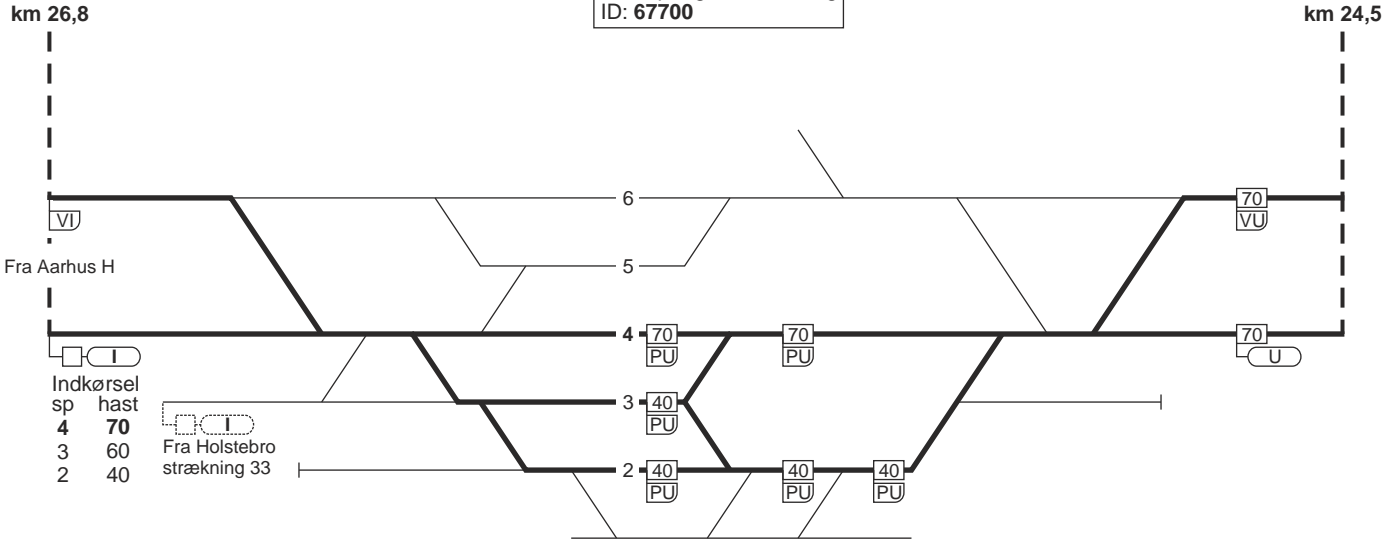 km 26,8
ID: 67700
km 24,5
6
70
VI
VU
Fra Aarhus H
5
4
70
70
70
PU
PU
U
I
Indkørsel
sp hast
4 70
3 60
2 40
3
40
PU
I
Fra Holstebro
strækning 33
2
40
40
40
PU
PU
PU